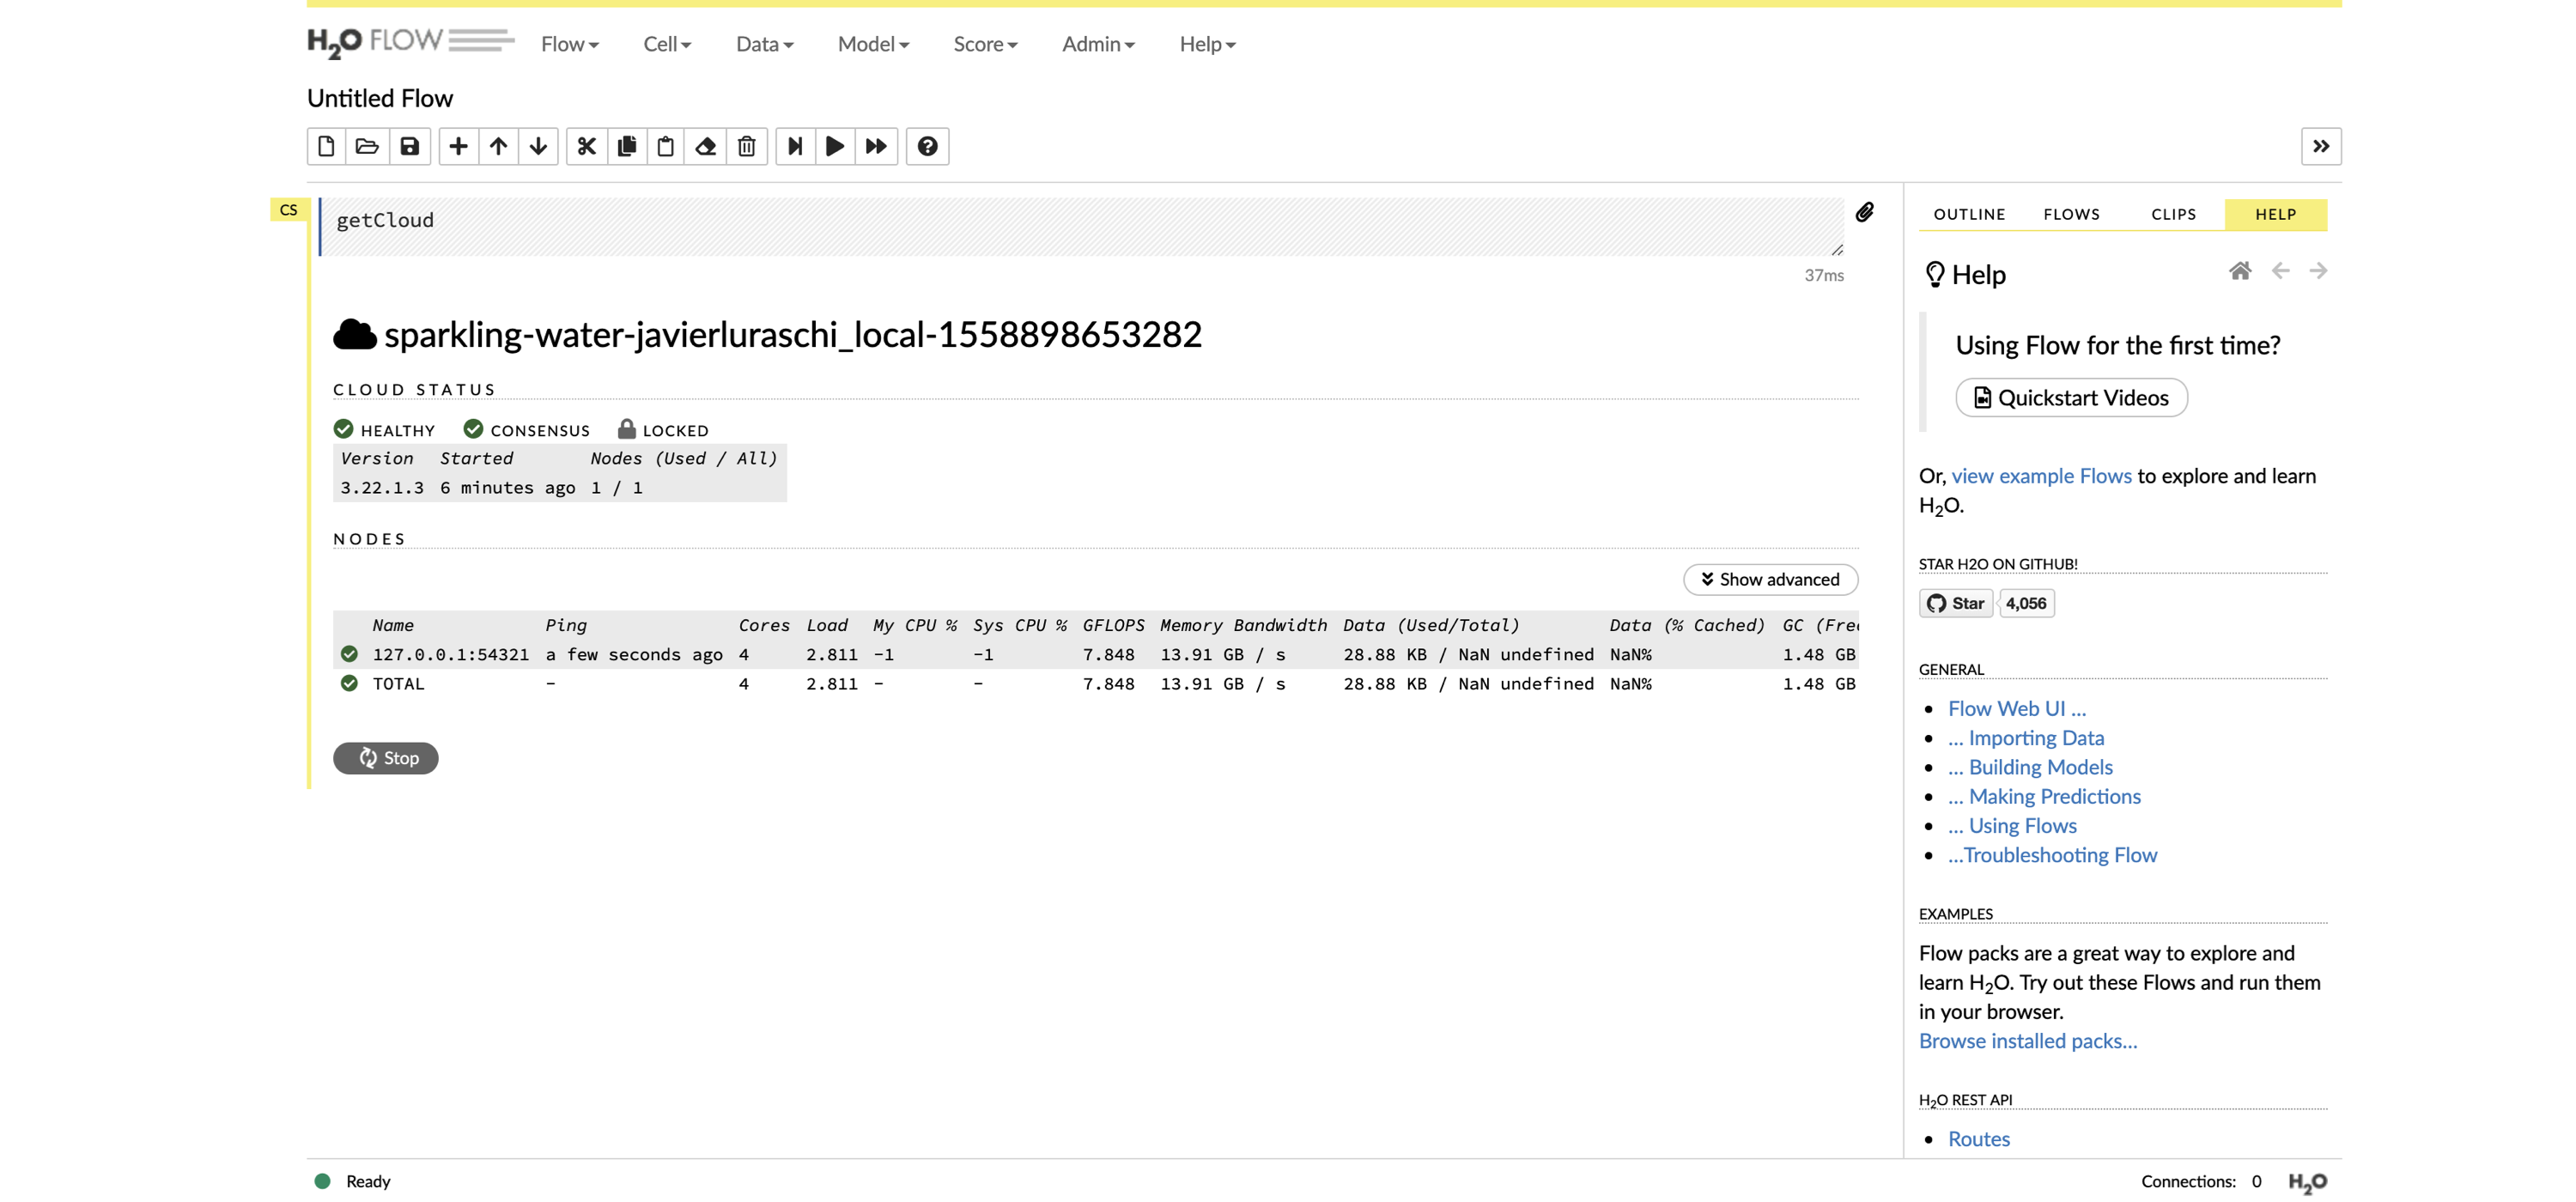 H2O FLOW Flow Cell Data Model Score Admin Help
Untitled Flow
CS
getCloud
37ms
sparkling-water-javierluraschi_local-1558898653282
CLOUD STATUS
HEALTHY CONSENSUS LOCKED
Version Started Nodes (Used / All)
3.22.1.3 6 minutes ago 1 / 1
NODES
Show advanced
Name Ping Cores Load My CPU % Sys CPU % GFLOPS Memory Bandwidth Data (Used/Total) Data (% Cached) GC (Free
127.0.0.1:54321 a few seconds ago 4 2.811 -1 -1 7.848 13.91 GB / s 28.88 KB / NaN undefined NaN% 1.48 GB
TOTAL - 4 2.811 - - 7.848 13.91 GB / s 28.88 KB / NaN undefined NaN% 1.48 GB
Stop
OUTLINE FLOWS CLIPS HELP
Help
Using Flow for the first time?
Quickstart Videos
Or, view example Flows to explore and learn
H2O.
STAR H2O ON GITHUB!
Star 4,056
GENERAL
Flow Web UI ...
... Importing Data
... Building Models
... Making Predictions
... Using Flows
...Troubleshooting Flow
EXAMPLES
Flow packs are a great way to explore and
learn H2O. Try out these Flows and run them
in your browser.
Browse installed packs...
H2O REST API
Routes
Ready
Connections: 0 H2O